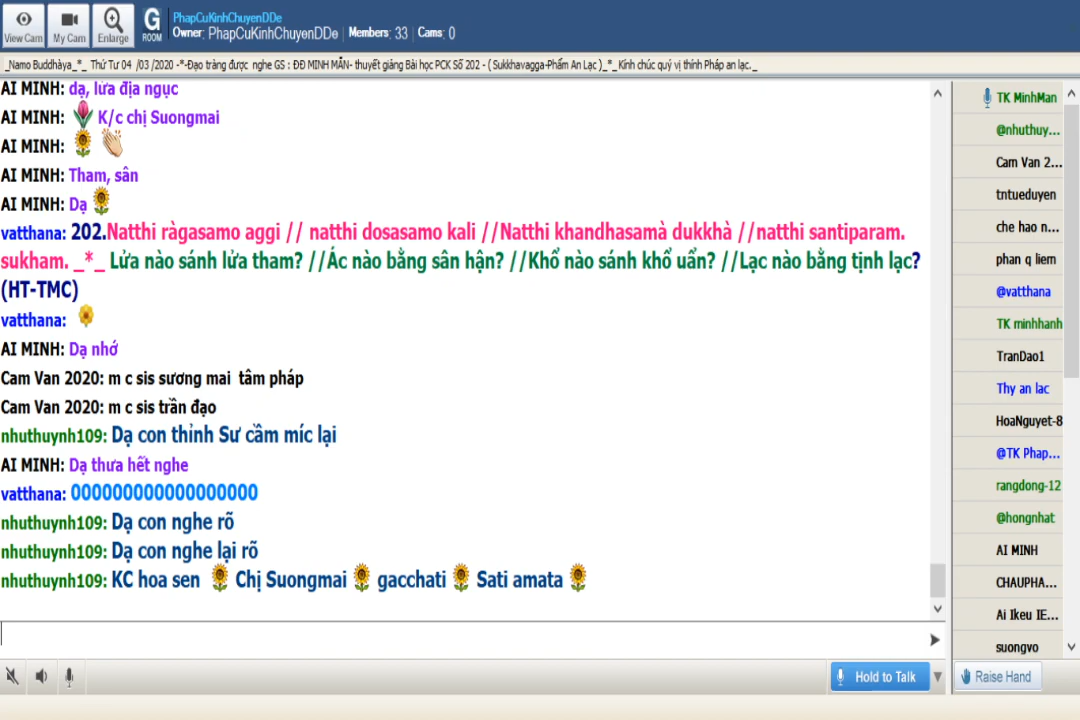 View Cam
My Cam
Enlarge
G
ROOM
PhapCuKinhChuyenDDe
Owner: PhapCuKinhChuyenDDe
Members: 33
Cams: 0
_Namo Buddhàya_*_ Thứ Tư 04 /03 /2020 -*-Đạo tràng được nghe GS : ĐĐ MINH MẪN- thuyết giảng Bài học PCK Số 202 - ( Sukkhavagga-Phẩm An Lạc )_*_Kính chúc quý vị thính Pháp an lạc._
AI MINH: dạ, lửa địa ngục
AI MINH: K/c chị Suongmai
AI MINH:
AI MINH: Tham, sân
AI MINH: Dạ
vatthana: 202.Natthi ràgasamo aggi // natthi dosasamo kali //Natthi khandhasamà dukkhà //natthi santiparam.
sukham. _*_ Lửa nào sánh lửa tham? //Ác nào bằng sân hận? //Khổ nào sánh khổ uẩn? //Lạc nào bằng tịnh lạc?
(HT-TMC)
vatthana:
AI MINH: Dạ nhớ
Cam Van 2020: m c sis sương mai tâm pháp
Cam Van 2020: m c sis trần đạo
nhuthuynh109: Dạ con thỉnh Sư cầm míc lại
AI MINH: Dạ thưa hết nghe
vatthana: 000000000000000000
nhuthuynh109: Dạ con nghe rõ
nhuthuynh109: Dạ con nghe lại rõ
nhuthuynh109: KC hoa sen Chị Suongmai gacchati Sati amata
TK MinhMan
@nhuthuy...
Cam Van 2...
tntueduyen
che hao n...
phan q liem
@vatthana
TK minhhanh
TranDao1
Thy an lac
HoaNguyet-8
@TK Phap...
rangdong-12
@hongnhat
AI MINH
CHAUPHA...
Ai Ikeu IE...
suongvo
Hold to Talk
Raise Hand